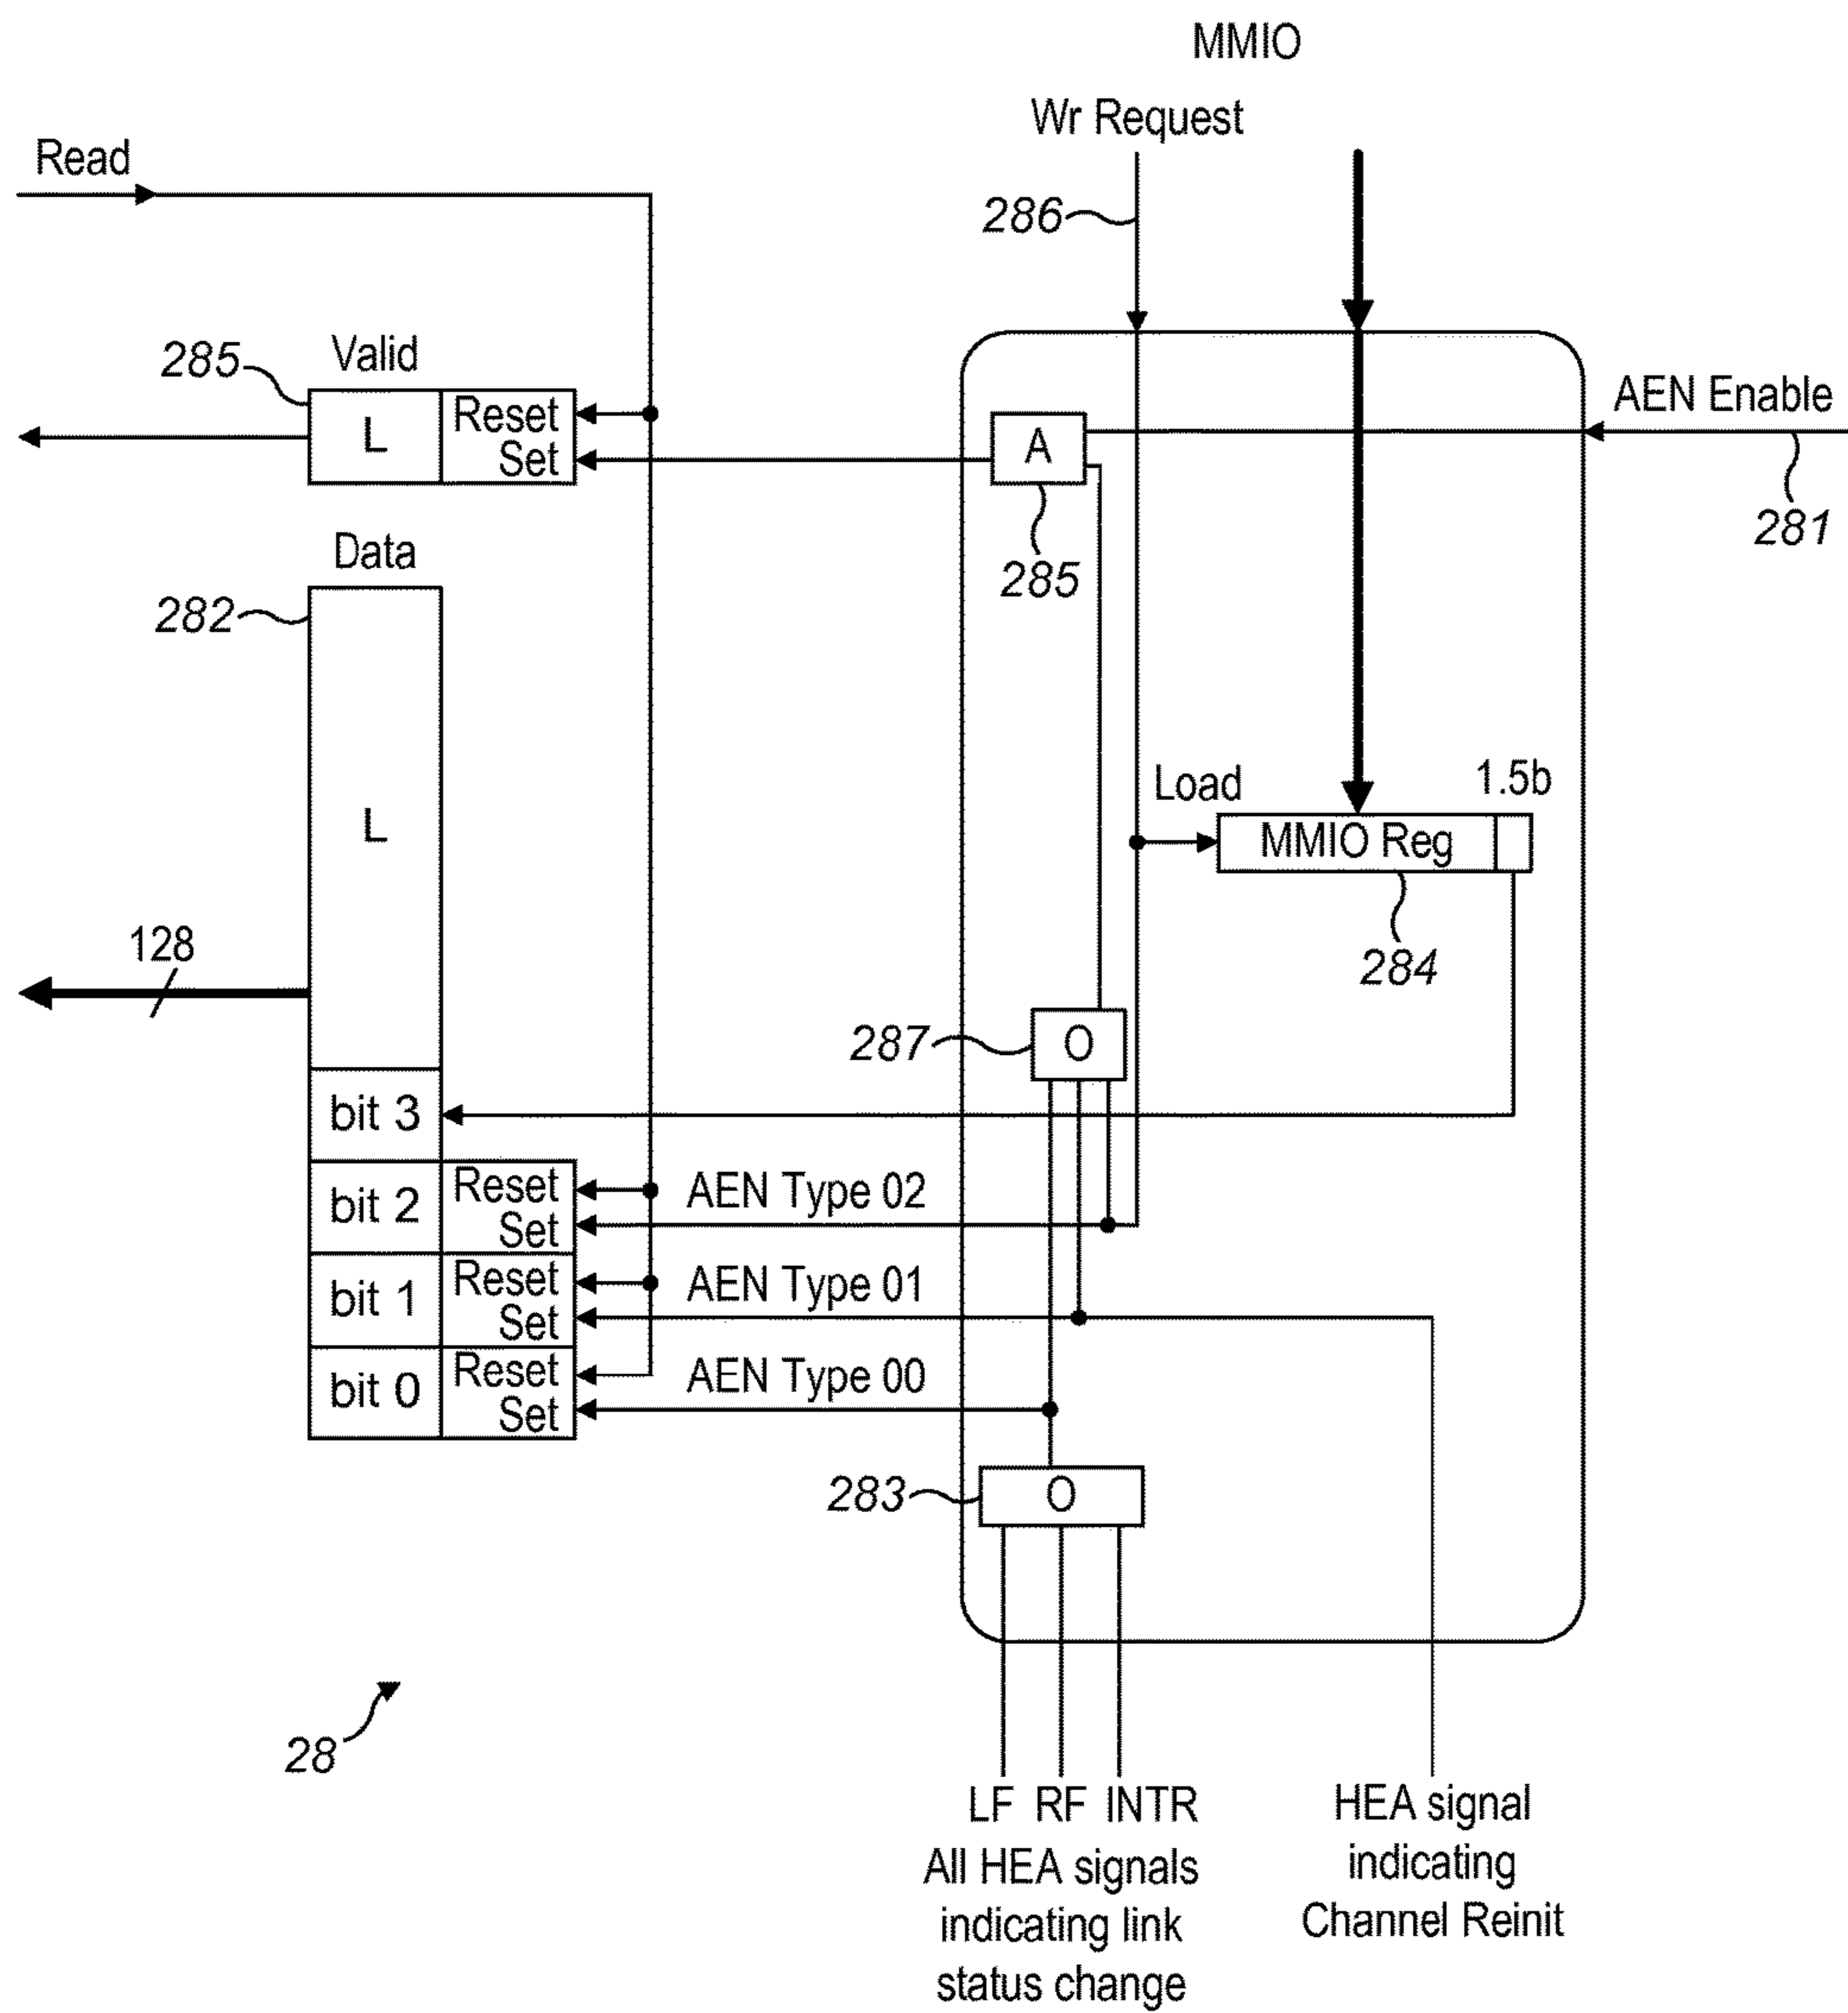 MMIO
Wr Request
Read
286
285
Valid
L
Reset
Set
A
285
AEN Enable
281
Data
282
L
128
Load
1.5b
MMIO Reg
284
287
O
bit 3
bit 2
Reset
Set
AEN Type 02
bit 1
Reset
Set
AEN Type 01
bit 0
Reset
Set
AEN Type 00
283
O
28
LF RF INTR
All HEA signals
indicating link
status change
HEA signal
indicating
Channel Reinit